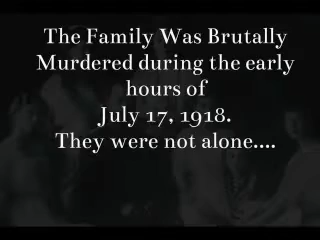 The Family Was Brutally
Murdered during the early
hours of
July 17, 1918.
They were not alone....